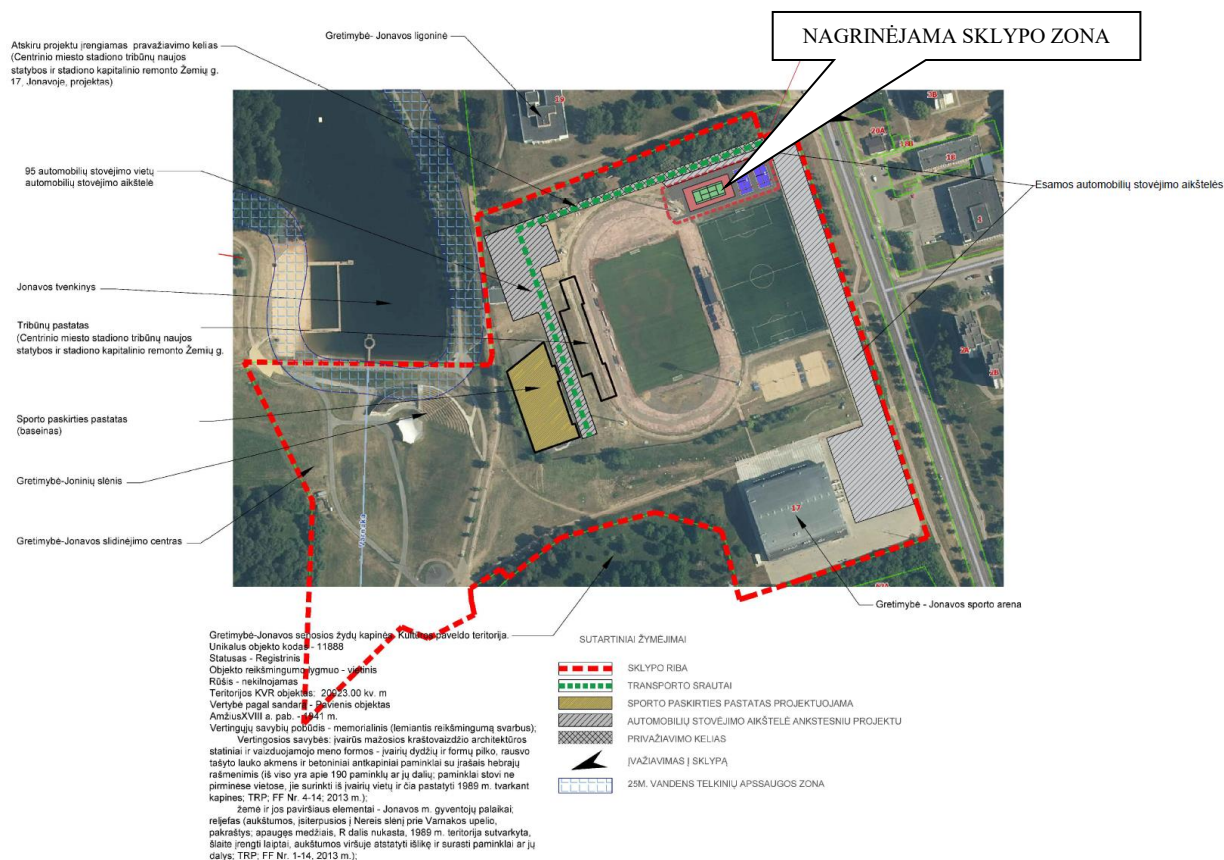 NAGRINĖJAMA SKLYPO ZONA
Atskiru projektu įrengiamas pravažiavimo kelias
(Centrinio miesto stadiono tribūnų naujos
statybos ir stadiono kapitalinio remonto Žemių g.
17, Jonavoje, projektas)
Gretimybė- Jonavos ligoninė
95 automobilių stovėjimo vietų
automobilių stovėjimo aikštelė
Esamos automobilių stovėjimo aikštelės
Jonavos tvenkinys
Tribūnų pastatas
(Centrinio miesto stadiono tribūnų naujos
statybos ir stadiono kapitalinio remonto Žemių g.
Sporto paskirties pastatas
(baseinas)
Gretimybė-Joninių slėnis
Gretimybė-Jonavos slidinėjimo centras
19
3B
20A
18B
1B
2A
2B
17
Gretimybė - Jonavos sporto arena
Gretimybė-Jonavos senosios žydų kapinės. Kultūros paveldo teritorija.
Unikalus objekto kodas - 11888
Statusas - Registrinis
Objekto reikšmingumo lygmuo - vietinis
Rūšis - nekilnojamas
Teritorijos KVR objektas: 20923.00 kv. m
Vertybė pagal sandarą - Pavienis objektas
AmžiusXVIII a. pab. - 1941 m.
Vertingųjų savybių pobūdis - memorialinis (lemiantis reikšmingumą svarbus);
Vertingosios savybės: įvairūs mažosios kraštovaizdžio architektūros
statiniai ir vaizduojamojo meno formos - įvairių dydžių ir formų pilko, rausvo
tašyto lauko akmens ir betoniniai antkapiniai paminklai su įrašais hebrajų
rašmenimis (iš viso yra apie 190 paminklų ar jų dalių; paminklai stovi ne
pirminėse vietose, jie surinkti iš įvairių vietų ir čia pastatyti 1989 m. tvarkant
kapines; TRP; FF Nr. 4-14; 2013 m.);
žemė ir jos paviršiaus elementai - Jonavos m. gyventojų palaikai;
reljefas (aukštumos, įsiterpusios į Neries slėnį prie Varnakos upelio,
pakraštys; apaugęs medžiais, R dalis nukasta, 1989 m. teritorija sutvarkyta,
šlaite įrengti laiptai, aukštumos viršuje atstatyti išlikę ir surasti paminklai ar jų
dalys; TRP; FF Nr. 1-14, 2013 m.);
SUTARTINIAI ŽYMĖJIMAI
SKLYPO RIBA
TRANSPORTO SRAUTAI
SPORTO PASKIRTIES PASTATAS PROJEKTUOJAMA
AUTOMOBILIŲ STOVĖJIMO AIKŠTELĖ ANKSTESNIU PROJEKTU
PRIVAŽIAVIMO KELIAS
ĮVAŽIAVIMAS Į SKLYPĄ
25M. VANDENS TELKINIŲ APSSAUGOS ZONA